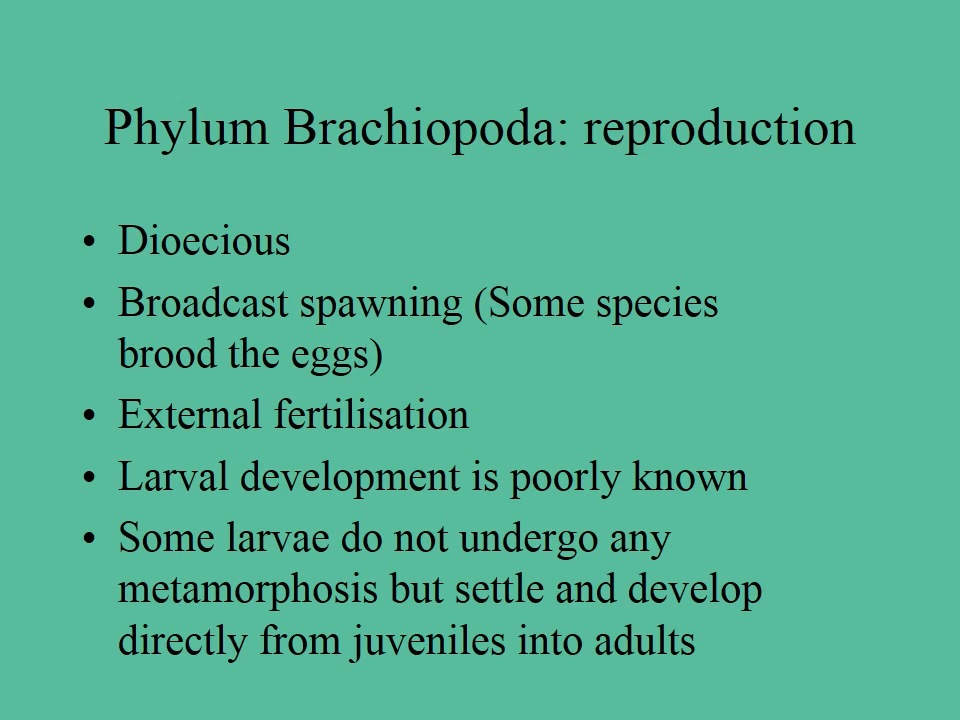 Phylum Brachiopoda: reproduction
• Dioecious
• Broadcast spawning (Some species
brood the eggs)
• External fertilisation
• Larval development is poorly known
• Some larvae do not undergo any
metamorphosis but settle and develop
directly from juveniles into adults